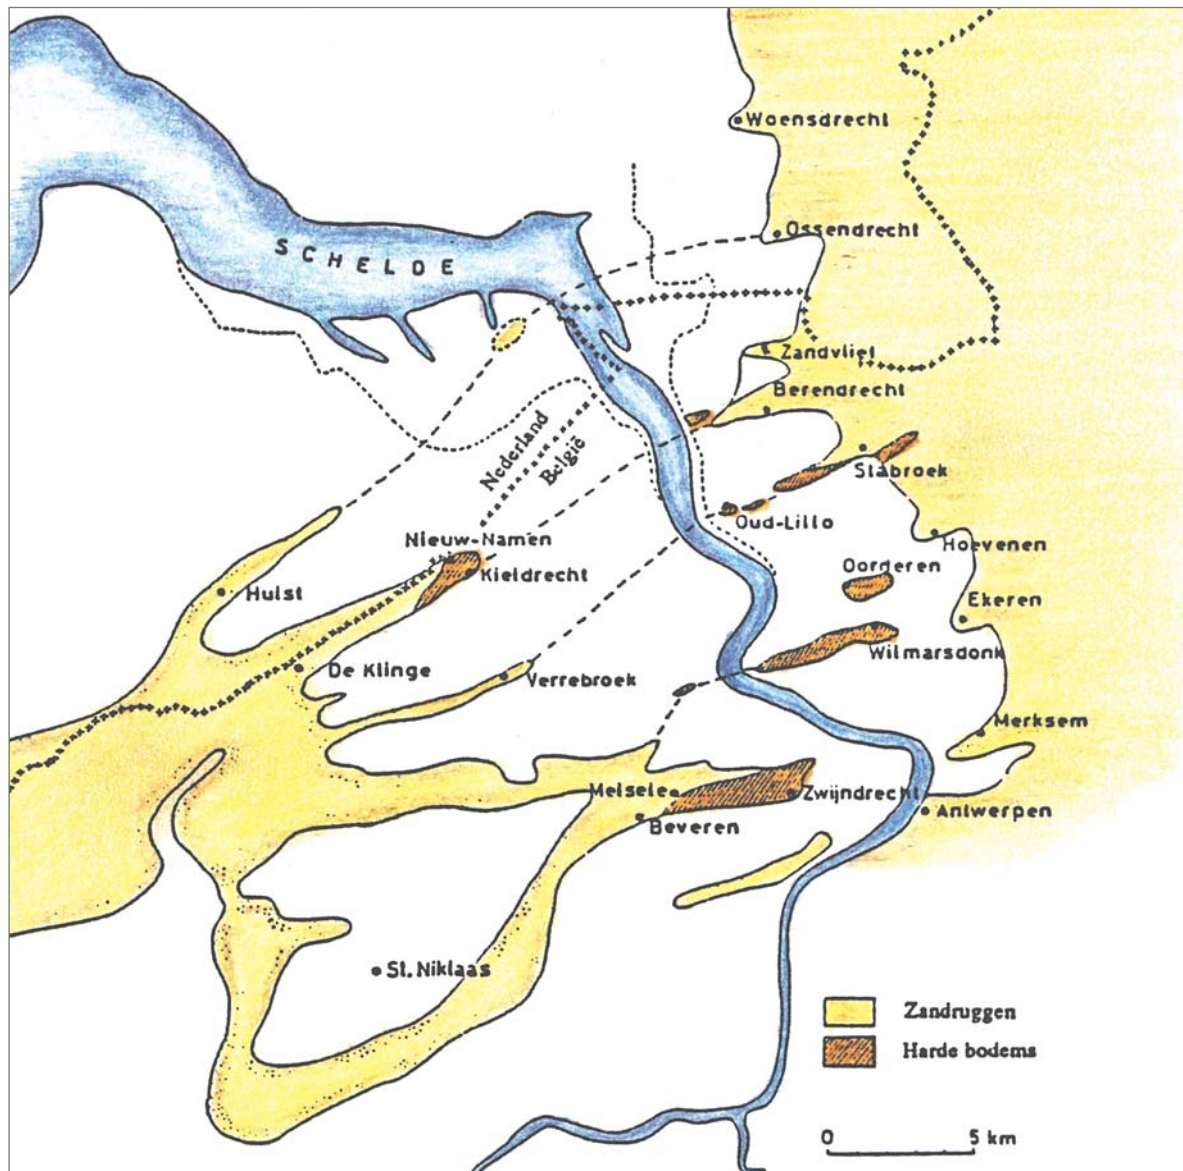 Woensdrecht
Ossendrecht
SCHELDE
Zandvliet
Berendrecht
Nederland
België
Stabroek
Oud-Lillo
Nieuw-Namen
Hoevenen
Kieldrecht
Oorderen
Hulst
Ekeren
Wilmarsdonk
De Klinge
Verrebroek
Merksem
Melsele
Zwijndrecht
Antwerpen
Beveren
St. Niklaas
Zandruggen
Harde bodems
0 5 km